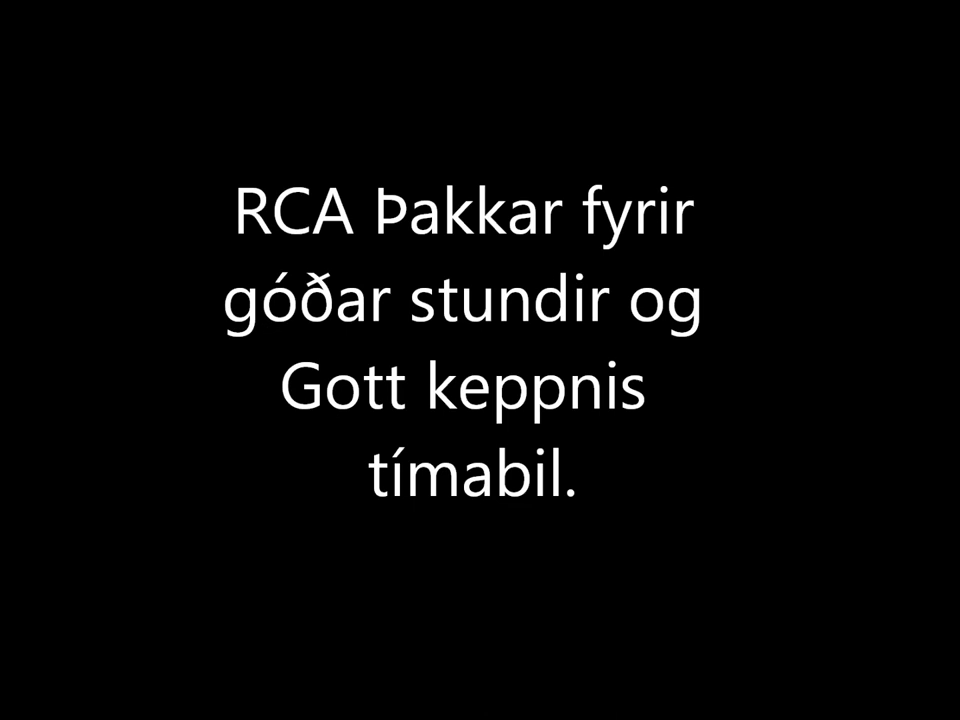 RCA Þakkar fyrir
góðar stundir og
Gott keppnis
tímabil.